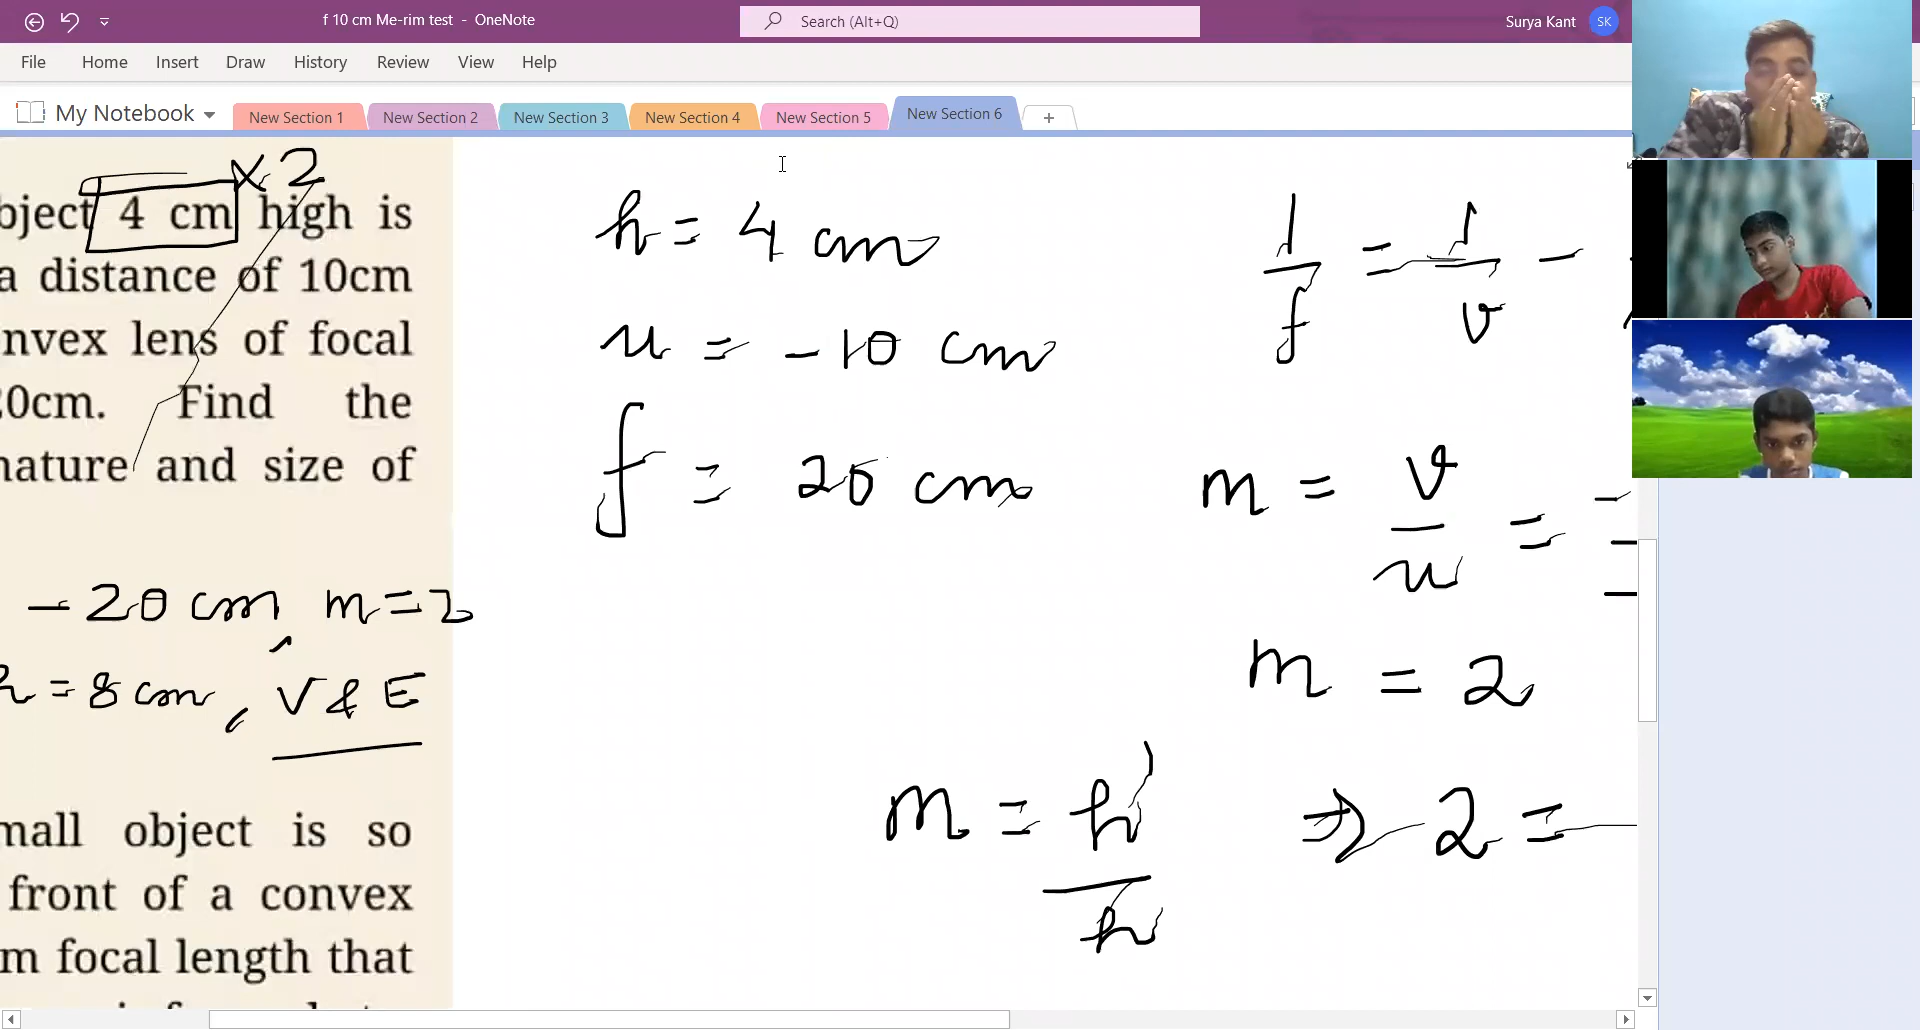 f 10 cm Me-rim test - OneNote
Search (Alt+Q)
Surya Kant SK
File Home Insert Draw History Review View Help
My Notebook
New Section 1 New Section 2 New Section 3 New Section 4 New Section 5 New Section 6 +
x 2
bject 4 cm high is
a distance of 10cm
nvex lens of focal
20cm. Find the
nature and size of
- 20 cm, m = 2
h = 8 cm, V & E
mall object is so
front of a convex
m focal length that
h = 4 cm
u = - 10 cm
f = 20 cm
1/f = 1/v -
m = v/u =
m = 2
m = h'/h ⇒ 2 =